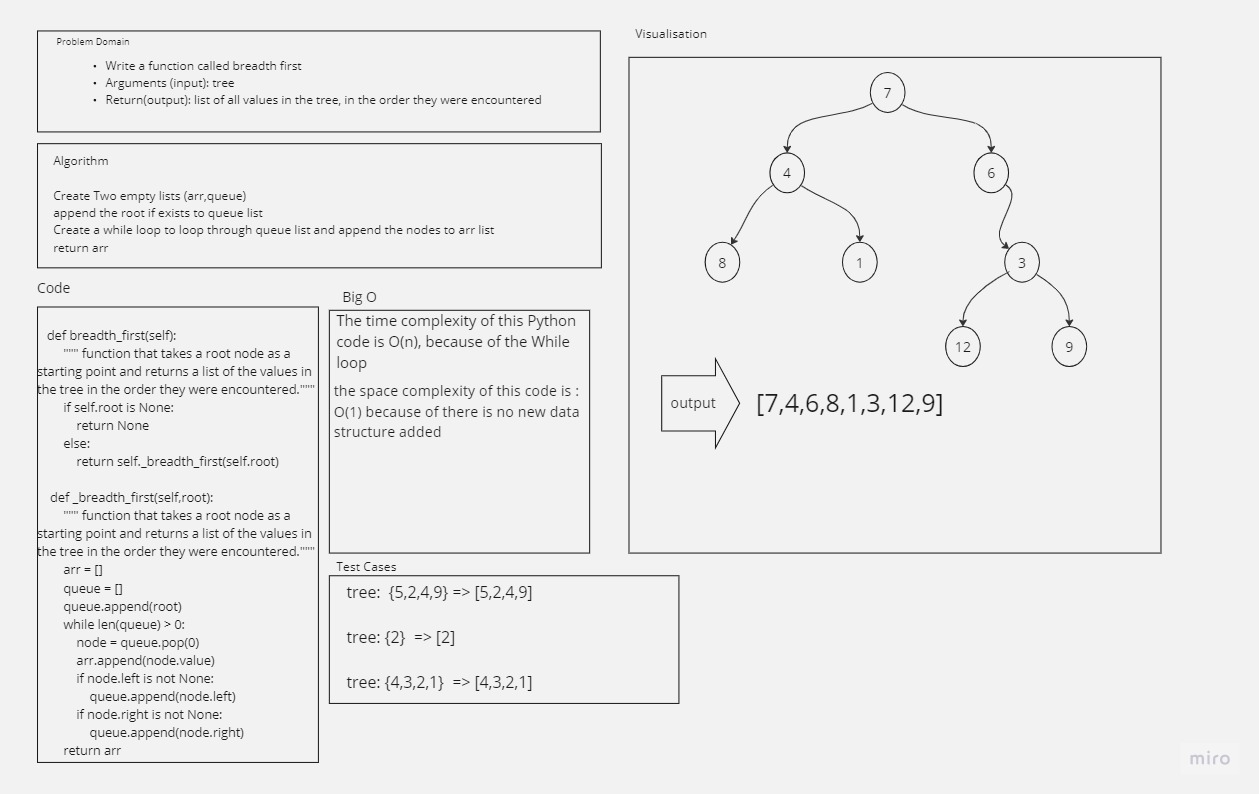 Problem Domain
• Write a function called breadth first
• Arguments (input): tree
• Return(output): list of all values in the tree, in the order they were encountered
Algorithm
Create Two empty lists (arr,queue)
append the root if exists to queue list
Create a while loop to loop through queue list and append the nodes to arr list
return arr
Code
def breadth_first(self):
""" function that takes a root node as a
starting point and returns a list of the values in
the tree in the order they were encountered."""
if self.root is None:
return None
else:
return self._breadth_first(self.root)
def _breadth_first(self,root):
""" function that takes a root node as a
starting point and returns a list of the values in
the tree in the order they were encountered."""
arr = []
queue = []
queue.append(root)
while len(queue) > 0:
node = queue.pop(0)
arr.append(node.value)
if node.left is not None:
queue.append(node.left)
if node.right is not None:
queue.append(node.right)
return arr
Big O
The time complexity of this Python
code is O(n), because of the While
loop
the space complexity of this code is :
O(1) because of there is no new data
structure added
Test Cases
tree: {5,2,4,9} => [5,2,4,9]
tree: {2} => [2]
tree: {4,3,2,1} => [4,3,2,1]
Visualisation
7
4
6
8
1
3
12
9
output
[7,4,6,8,1,3,12,9]
miro